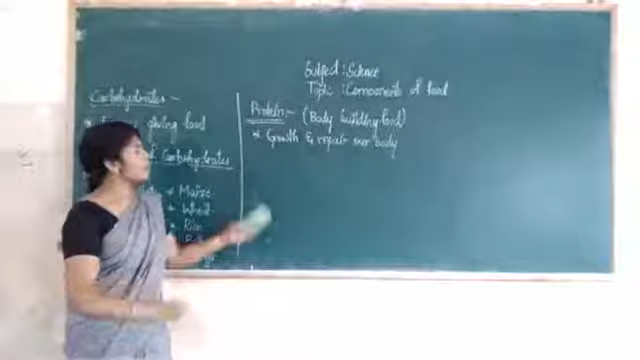 Subject : Science
Topic : Components of food
Carbohydrates -
giving food
Carbohydrates
* Maize
* Wheat
* Rice
Protein :- (Body building food)
* Growth & repair our body